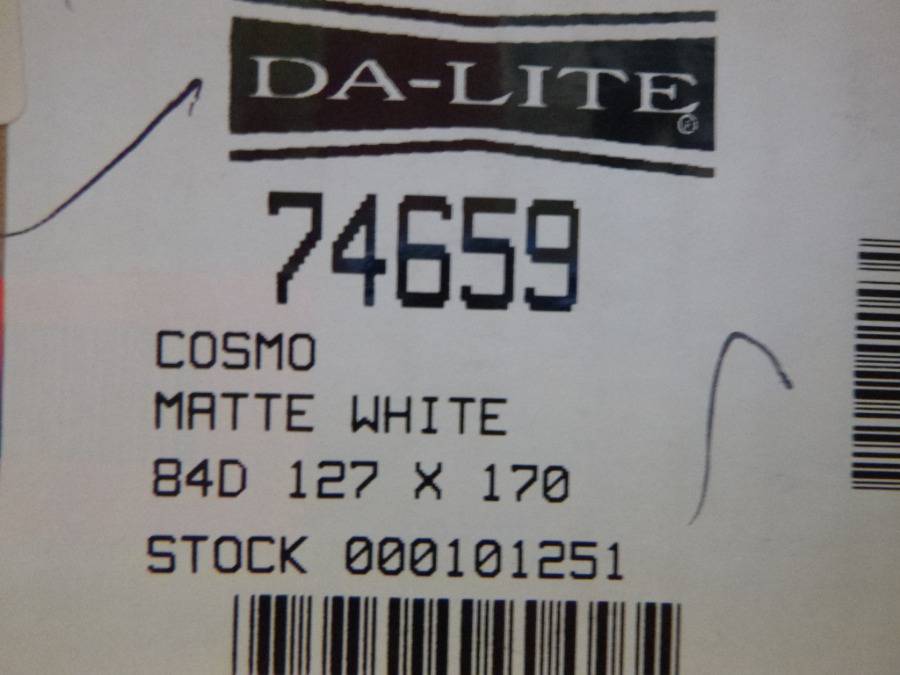 DA-LITE®
74659
COSMO
MATTE WHITE
84D 127 X 170
STOCK 000101251